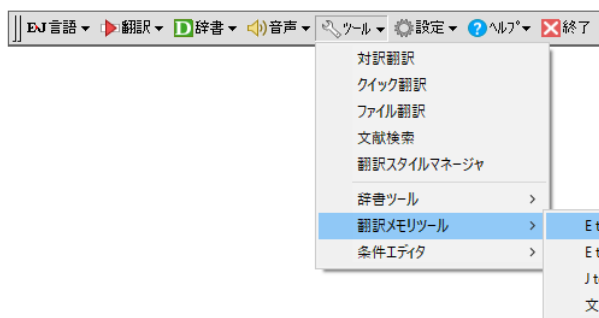 EJ 言語 翻訳 D 辞書 音声 ツール 設定 ? ヘルプ 終了
対訳翻訳
クイック翻訳
ファイル翻訳
文献検索
翻訳スタイルマネージャ
辞書ツール
翻訳メモリツール
条件エディタ
E t
E t
J t
文